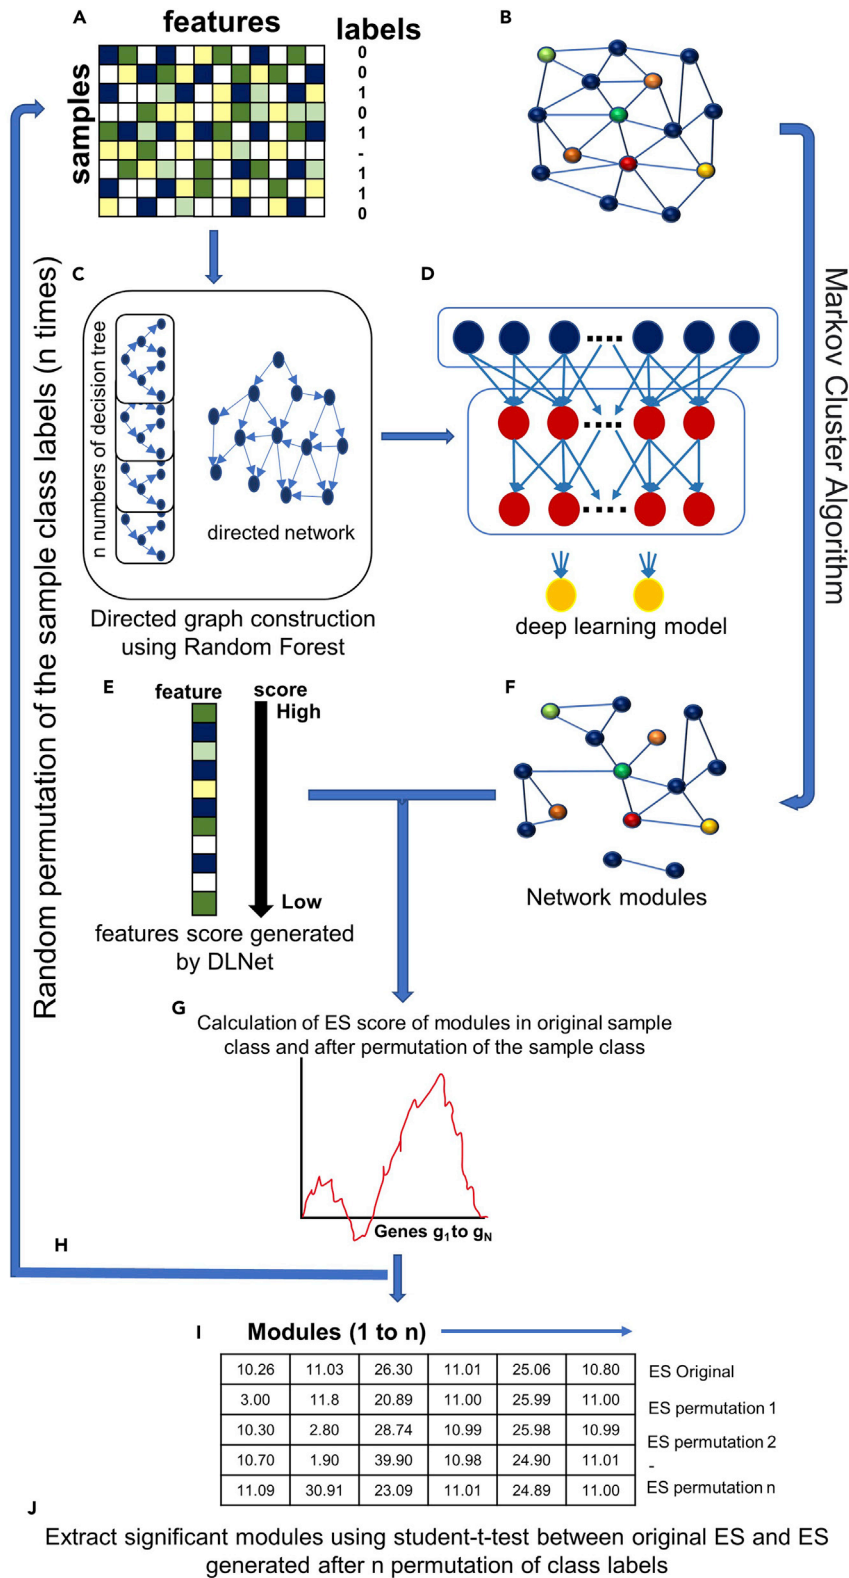 A
features
labels
B
samples
0
0
1
0
1
-
1
1
0
Random permutation of the sample class labels (n times)
Markov Cluster Algorithm
C
n numbers of decision tree
directed network
Directed graph construction
using Random Forest
D
deep learning model
E
feature
score
High
Low
features score generated
by DLNet
F
Network modules
G
Calculation of ES score of modules in original sample
class and after permutation of the sample class
Genes g1 to gN
H
I
Modules (1 to n)
10.26 11.03 26.30 11.01 25.06 10.80 ES Original
3.00 11.8 20.89 11.00 25.99 11.00 ES permutation 1
10.30 2.80 28.74 10.99 25.98 10.99 ES permutation 2
10.70 1.90 39.90 10.98 24.90 11.01 -
11.09 30.91 23.09 11.01 24.89 11.00 ES permutation n
J
Extract significant modules using student-t-test between original ES and ES
generated after n permutation of class labels